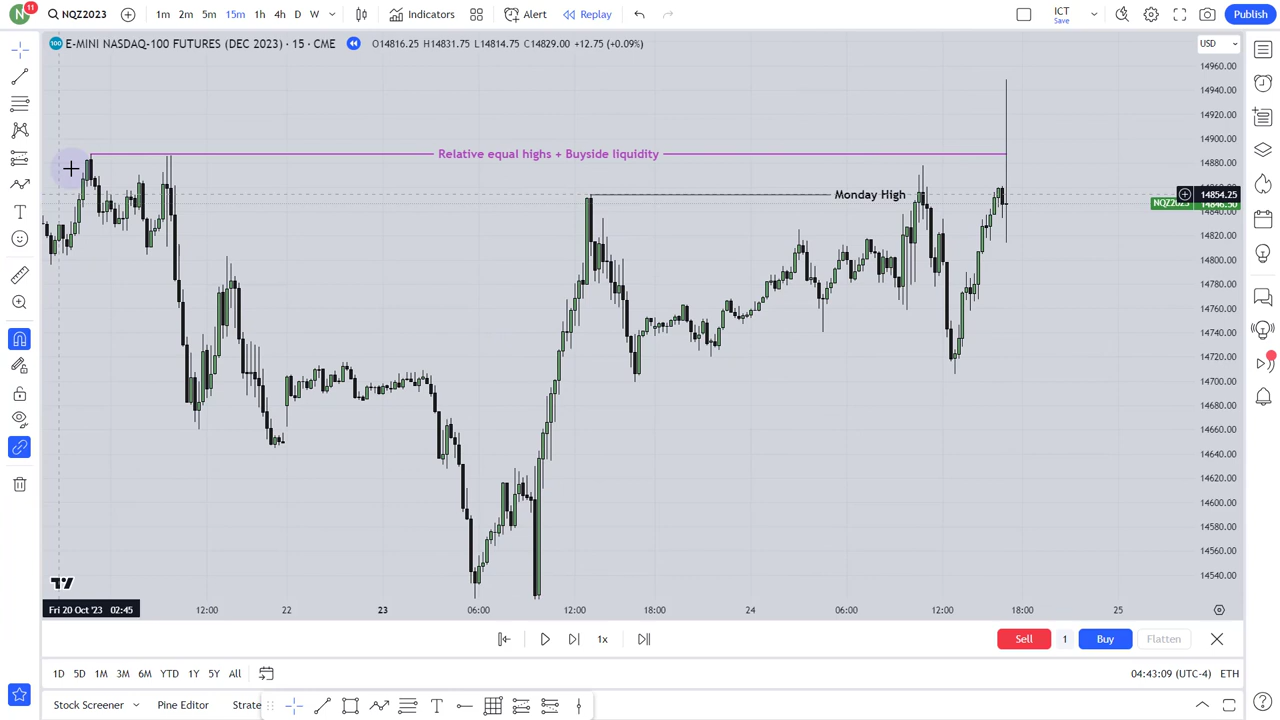 N 11 NQZ2023 1m 2m 5m 15m 1h 4h D W Indicators Alert Replay ICT Save Publish
100 E-MINI NASDAQ-100 FUTURES (DEC 2023) · 15 · CME O14816.25 H14831.75 L14814.75 C14829.00 +12.75 (+0.09%) USD
14960.00
14940.00
14920.00
14900.00
Relative equal highs + Buyside liquidity
14880.00
Monday High
14854.25
NQZ2023
14840.00
14820.00
14800.00
14780.00
14760.00
14740.00
14720.00
14700.00
14680.00
14660.00
14640.00
14620.00
14600.00
14580.00
14560.00
14540.00
Fri 20 Oct '23 02:45 12:00 22 23 06:00 12:00 18:00 24 06:00 12:00 18:00 25
1x Sell 1 Buy Flatten
1D 5D 1M 3M 6M YTD 1Y 5Y All 04:43:09 (UTC-4) ETH
Stock Screener Pine Editor Strate